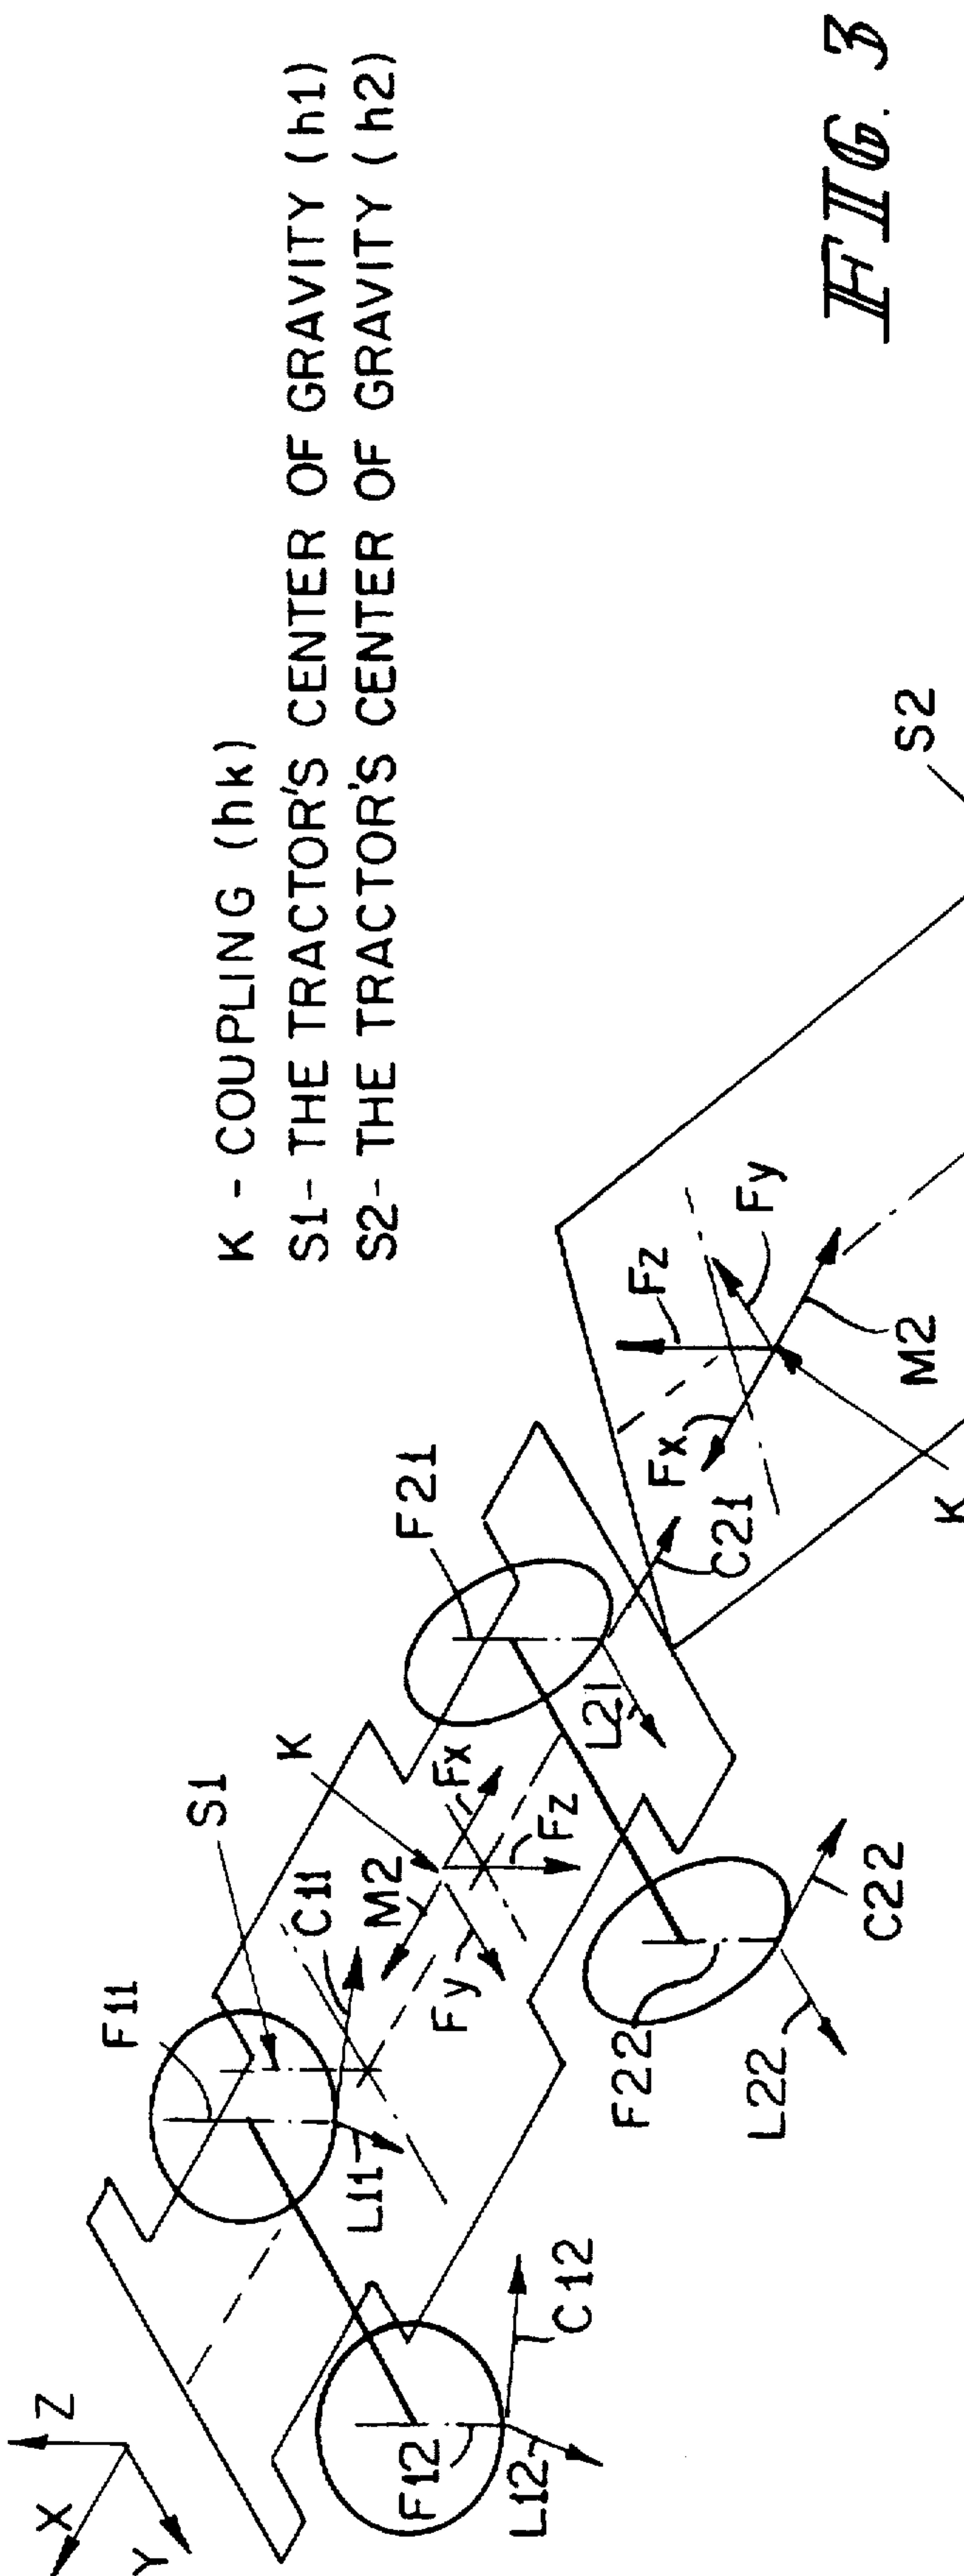 K - COUPLING (hk)
S1- THE TRACTOR'S CENTER OF GRAVITY (h1)
S2- THE TRACTOR'S CENTER OF GRAVITY (h2)
X
Z
Y
F11
S1
K
F21
C11
M2
Fx
Fy
Fz
L11
L21
C21
F12
L12
C12
F22
L22
C22
Fx
Fz
Fy
M2
K
S2
FIG. 3